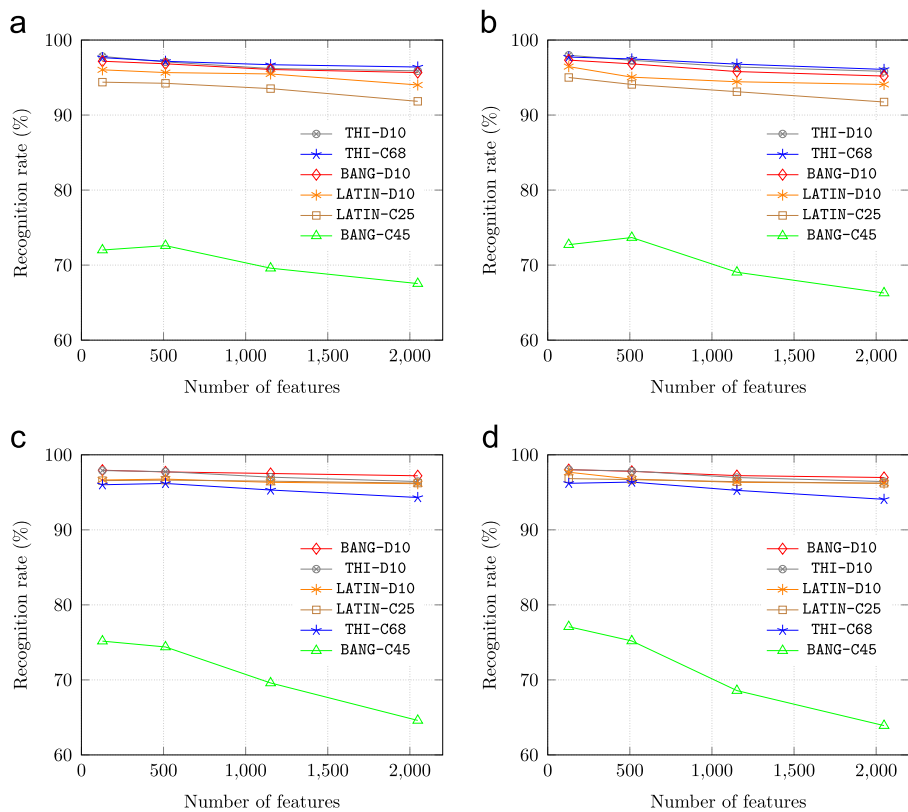 a
100
90
80
70
60
0
500
1,000
1,500
2,000
Recognition rate (%)
Number of features
THI-D10
THI-C68
BANG-D10
LATIN-D10
LATIN-C25
BANG-C45
b
100
90
80
70
60
0
500
1,000
1,500
2,000
Recognition rate (%)
Number of features
THI-D10
THI-C68
BANG-D10
LATIN-D10
LATIN-C25
BANG-C45
c
100
90
80
70
60
0
500
1,000
1,500
2,000
Recognition rate (%)
Number of features
BANG-D10
THI-D10
LATIN-D10
LATIN-C25
THI-C68
BANG-C45
d
100
90
80
70
60
0
500
1,000
1,500
2,000
Recognition rate (%)
Number of features
BANG-D10
THI-D10
LATIN-D10
LATIN-C25
THI-C68
BANG-C45